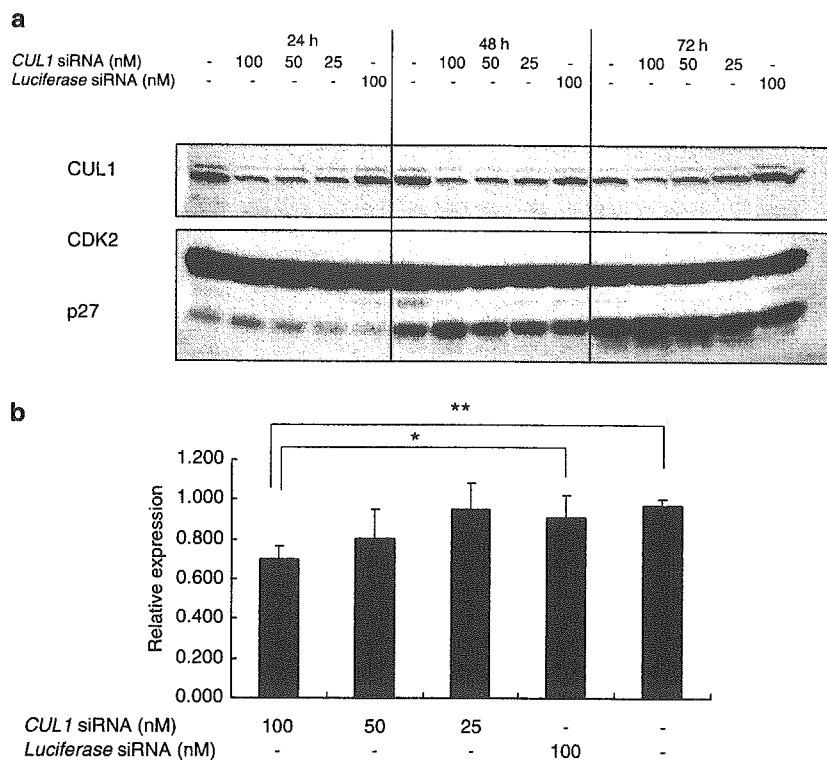 a
24 h 48 h 72 h
CUL1 siRNA (nM) - 100 50 25 - - 100 50 25 - - 100 50 25 -
Luciferase siRNA (nM) - - - - 100 - - - - 100 - - - - 100
CUL1
CDK2
p27
b
**
*
1.200
1.000
0.800
0.600
0.400
0.200
0.000
Relative expression
CUL1 siRNA (nM) 100 50 25 - -
Luciferase siRNA (nM) - - - 100 -